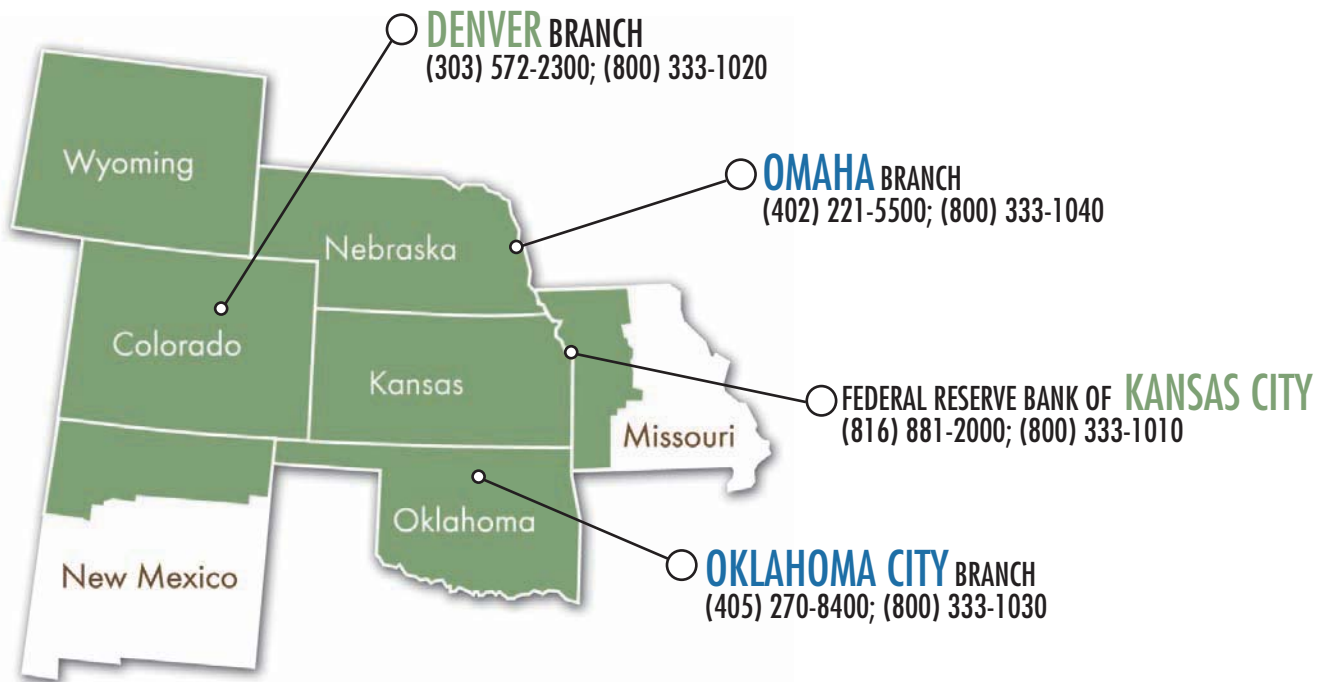 DENVER BRANCH
(303) 572-2300; (800) 333-1020
Wyoming
OMAHA BRANCH
(402) 221-5500; (800) 333-1040
Nebraska
Colorado
Kansas
FEDERAL RESERVE BANK OF KANSAS CITY
(816) 881-2000; (800) 333-1010
Missouri
Oklahoma
New Mexico
OKLAHOMA CITY BRANCH
(405) 270-8400; (800) 333-1030